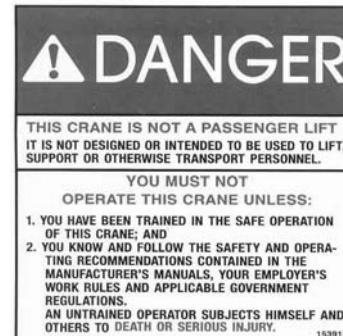 DANGER
THIS CRANE IS NOT A PASSENGER LIFT
IT IS NOT DESIGNED OR INTENDED TO BE USED TO LIFT,
SUPPORT OR OTHERWISE TRANSPORT PERSONNEL.
YOU MUST NOT
OPERATE THIS CRANE UNLESS:
1. YOU HAVE BEEN TRAINED IN THE SAFE OPERATION
OF THIS CRANE; AND
2. YOU KNOW AND FOLLOW THE SAFETY AND OPERA-
TING RECOMMENDATIONS CONTAINED IN THE
MANUFACTURER'S MANUALS, YOUR EMPLOYER'S
WORK RULES AND APPLICABLE GOVERNMENT
REGULATIONS.
AN UNTRAINED OPERATOR SUBJECTS HIMSELF AND
OTHERS TO DEATH OR SERIOUS INJURY.
15391